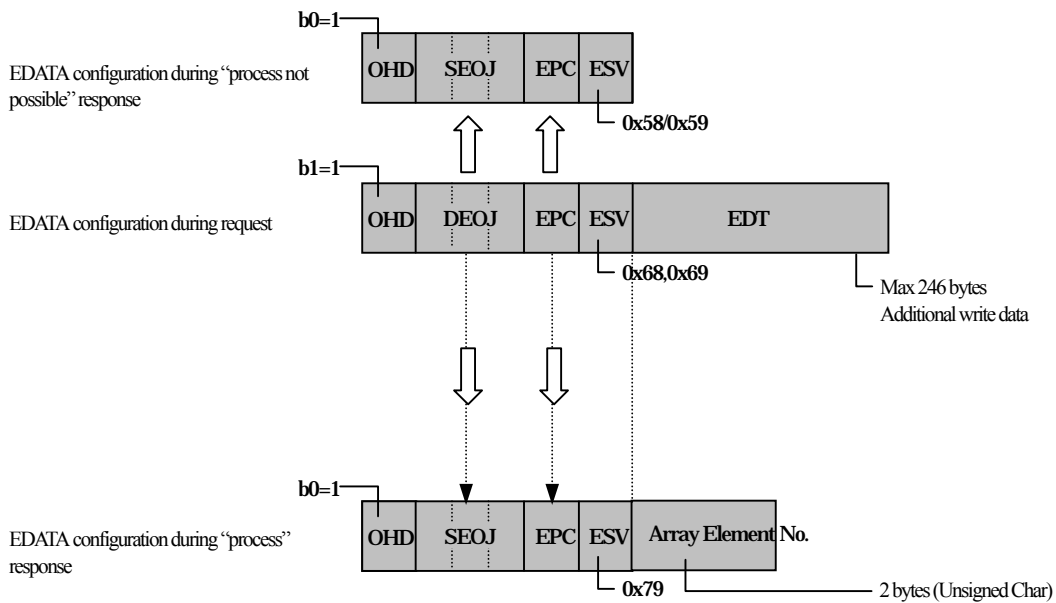 b0=1
OHD SEOJ EPC ESV
EDATA configuration during “process not
possible” response
0x58/0x59
b1=1
OHD DEOJ EPC ESV EDT
EDATA configuration during request
0x68,0x69
Max 246 bytes
Additional write data
b0=1
OHD SEOJ EPC ESV Array Element No.
EDATA configuration during “process”
response
0x79
2 bytes (Unsigned Char)